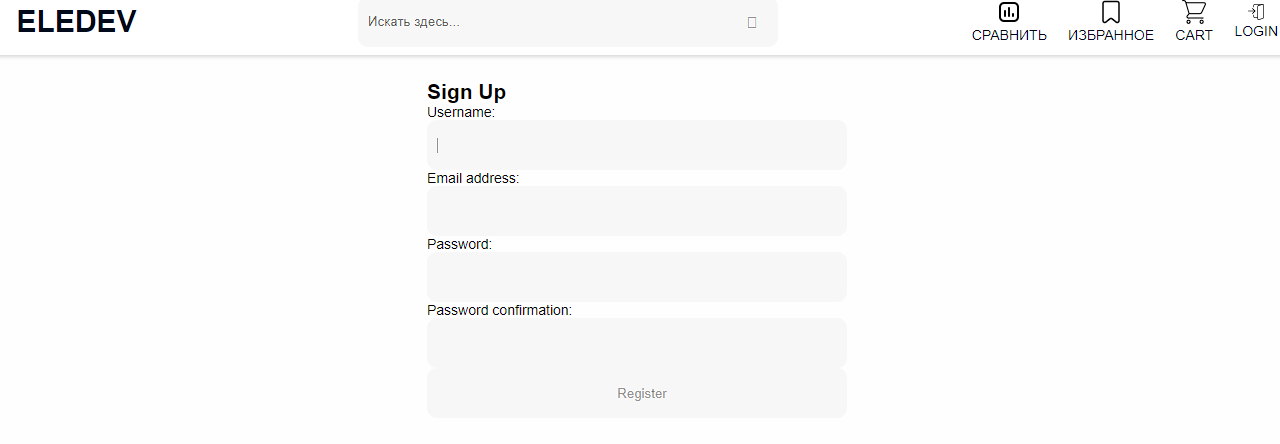 ELEDEV
Искать здесь...
СРАВНИТЬ
ИЗБРАННОЕ
CART
LOGIN
Sign Up
Username:
Email address:
Password:
Password confirmation:
Register